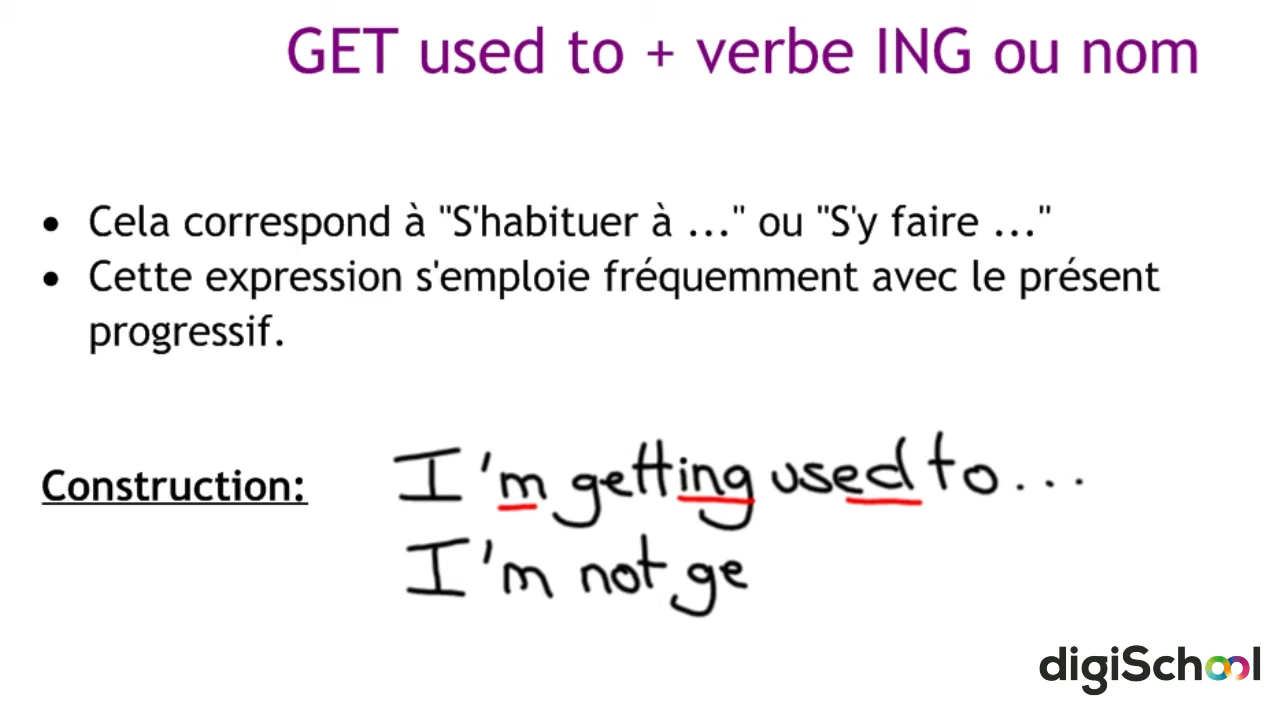 GET used to + verbe ING ou nom
• Cela correspond à "S'habituer à ..." ou "S'y faire ..."
• Cette expression s'emploie fréquemment avec le présent
progressif.
Construction: I'm getting used to...
I'm not ge
digiSchool